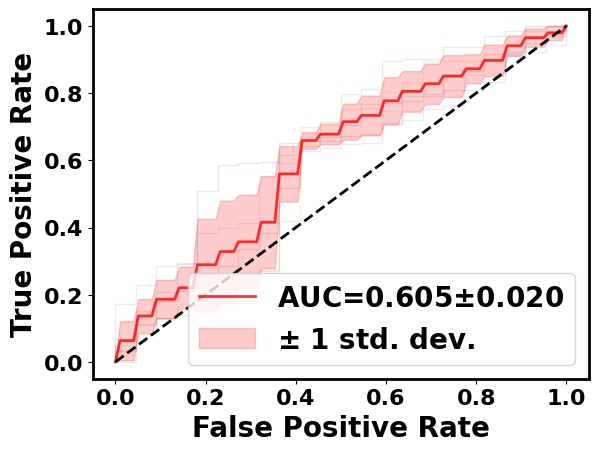 True Positive Rate
1.0
0.8
0.6
0.4
0.2
0.0
AUC=0.605±0.020
± 1 std. dev.
0.0 0.2 0.4 0.6 0.8 1.0
False Positive Rate